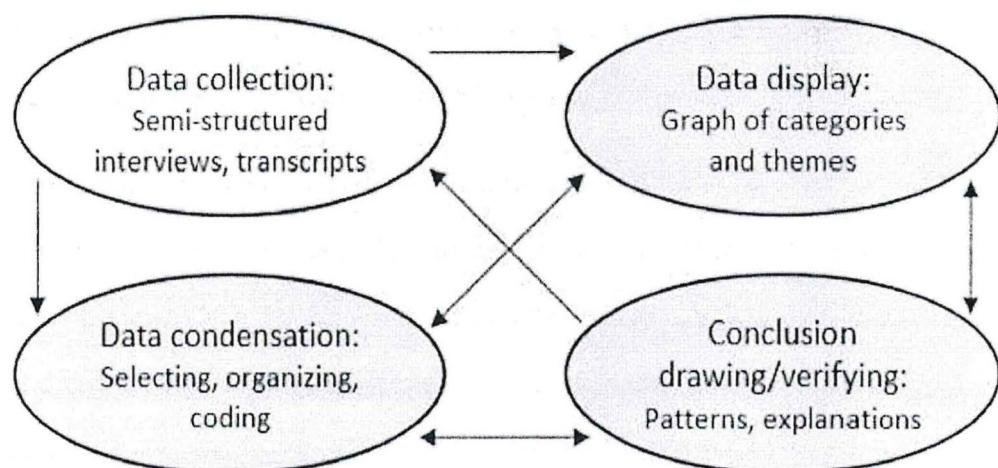 Data collection:
Semi-structured
interviews, transcripts
Data display:
Graph of categories
and themes
Data condensation:
Selecting, organizing,
coding
Conclusion
drawing/verifying:
Patterns, explanations